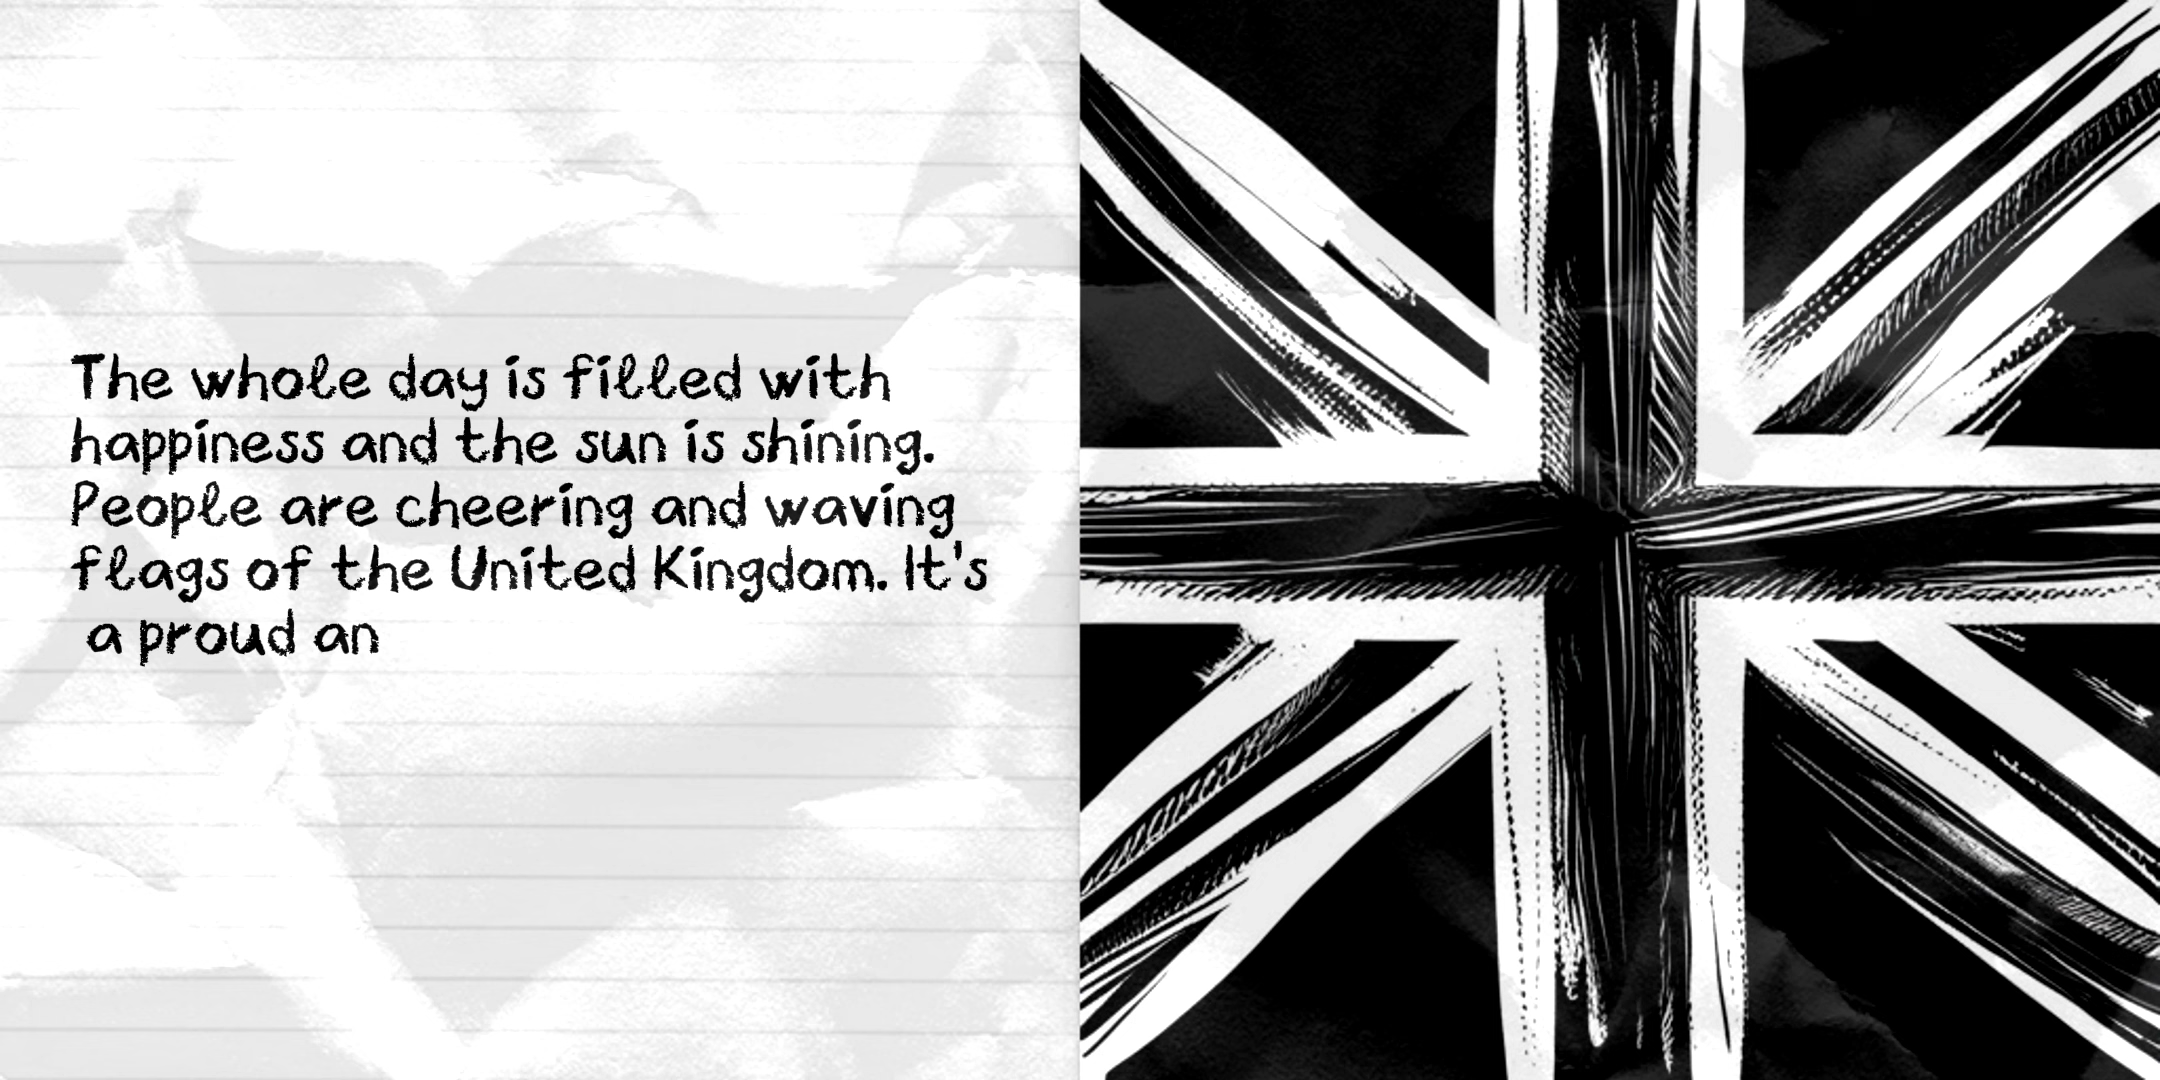 The whole day is filled with
happiness and the sun is shining.
People are cheering and waving
flags of the United Kingdom. It's
a proud an